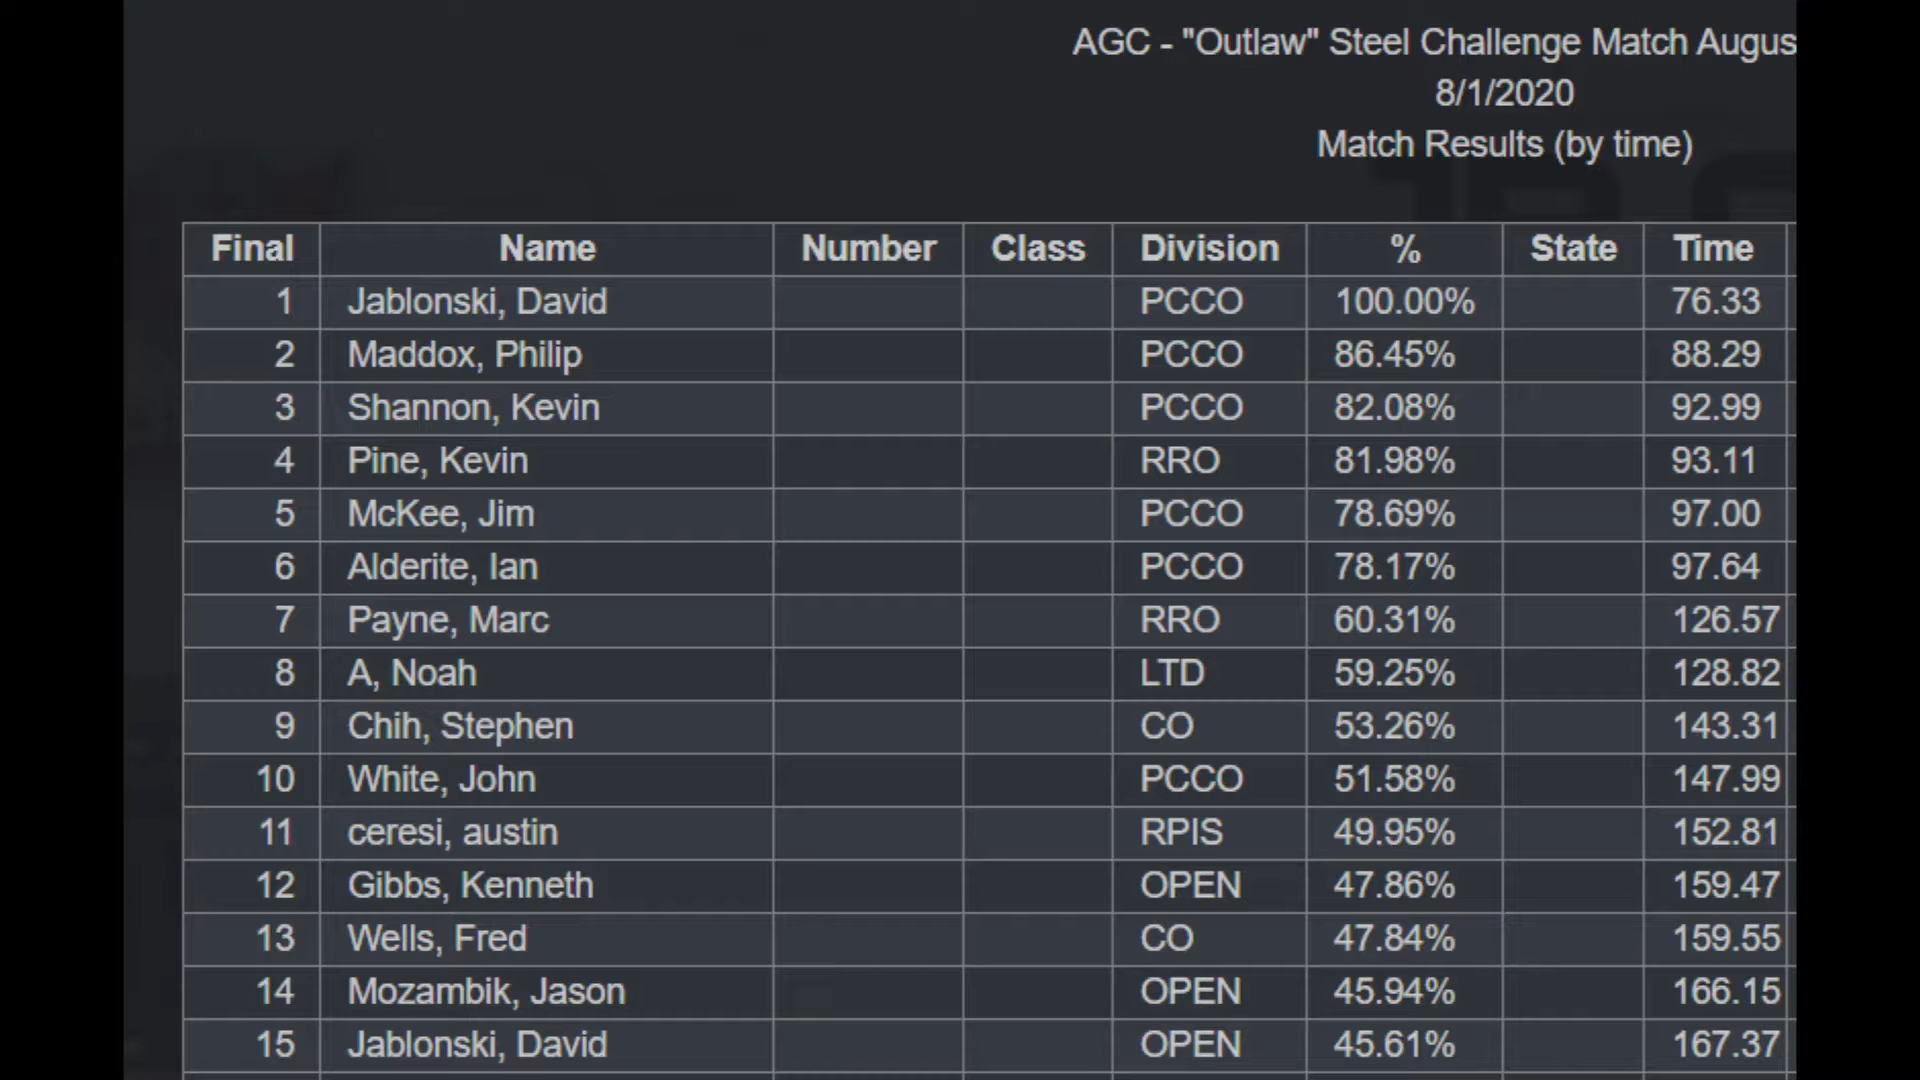 AGC - "Outlaw" Steel Challenge Match Augus
8/1/2020
Match Results (by time)
Final Name Number Class Division % State Time
1 Jablonski, David PCCO 100.00% 76.33
2 Maddox, Philip PCCO 86.45% 88.29
3 Shannon, Kevin PCCO 82.08% 92.99
4 Pine, Kevin RRO 81.98% 93.11
5 McKee, Jim PCCO 78.69% 97.00
6 Alderite, Ian PCCO 78.17% 97.64
7 Payne, Marc RRO 60.31% 126.57
8 A, Noah LTD 59.25% 128.82
9 Chih, Stephen CO 53.26% 143.31
10 White, John PCCO 51.58% 147.99
11 ceresi, austin RPIS 49.95% 152.81
12 Gibbs, Kenneth OPEN 47.86% 159.47
13 Wells, Fred CO 47.84% 159.55
14 Mozambik, Jason OPEN 45.94% 166.15
15 Jablonski, David OPEN 45.61% 167.37